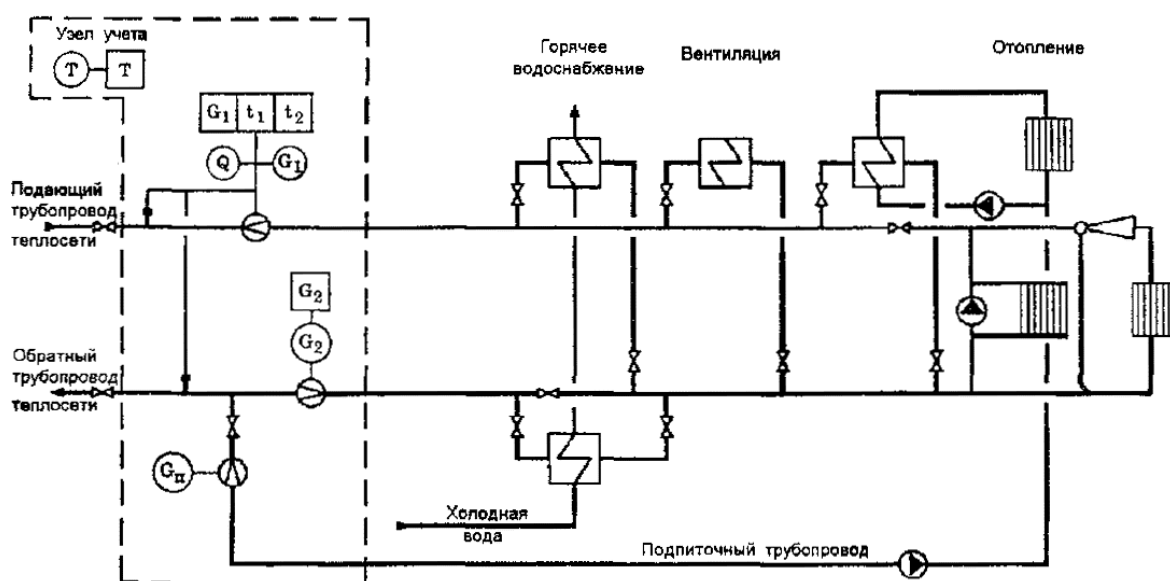 Узел учета
T T
Горячее
водоснабжение
Вентиляция
Отопление
G₁ t₁ t₂
Q G₁
Подающий
трубопровод
теплосети
G₂
G₂
Обратный
трубопровод
теплосети
Gп
Холодная
вода
Подпиточный трубопровод